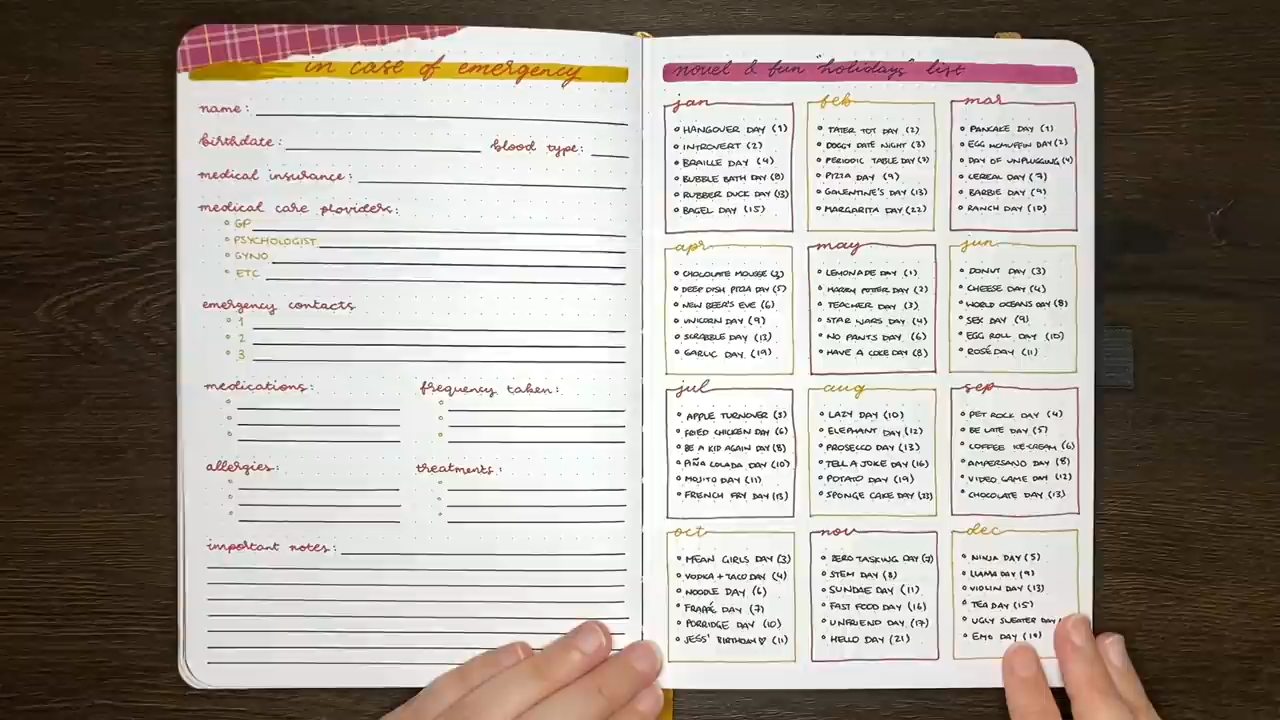 in case of emergency
name:
birthdate: blood type:
medical insurance:
medical care providers:
GP
PSYCHOLOGIST
GYNO
ETC
emergency contacts
1
2
3
medications: frequency taken:
allergies: treatments:
important notes:
novel & fun "holidays" list
jan
HANGOVER DAY (1)
INTROVERT (2)
BRAILLE DAY (4)
BUBBLE BATH DAY (8)
RUBBER DUCK DAY (13)
BAGEL DAY (15)
feb
TATER TOT DAY (2)
DOGGY DATE NIGHT (3)
PERIODIC TABLE DAY (7)
PIZZA DAY (9)
GALENTINE'S DAY (13)
MARGARITA DAY (22)
mar
PANCAKE DAY (1)
EGG MCMUFFIN DAY (2)
DAY OF UNPLUGGING (4)
CEREAL DAY (7)
BARBIE DAY (9)
RANCH DAY (10)
apr
CHOCOLATE MOUSSE (3)
DEEP DISH PIZZA DAY (5)
NEW BEER'S EVE (6)
UNICORN DAY (9)
SCRABBLE DAY (13)
GARLIC DAY (19)
may
LEMONADE DAY (1)
HARRY POTTER DAY (2)
TEACHER DAY (3)
STAR WARS DAY (4)
NO PANTS DAY (6)
HAVE A COKE DAY (8)
jun
DONUT DAY (3)
CHEESE DAY (4)
WORLD OCEANS DAY (8)
SEX DAY (9)
EGG ROLL DAY (10)
ROSÉ DAY (11)
jul
APPLE TURNOVER (5)
FRIED CHICKEN DAY (6)
BE A KID AGAIN DAY (8)
PIÑA COLADA DAY (10)
MOJITO DAY (11)
FRENCH FRY DAY (13)
aug
LAZY DAY (10)
ELEPHANT DAY (12)
PROSECCO DAY (13)
TELL A JOKE DAY (16)
POTATO DAY (19)
SPONGE CAKE DAY (23)
sep
PET ROCK DAY (4)
BE LATE DAY (5)
COFFEE ICE CREAM (6)
AMPERSAND DAY (8)
VIDEO GAME DAY (12)
CHOCOLATE DAY (13)
oct
MEAN GIRLS DAY (3)
VODKA + TACO DAY (4)
NOODLE DAY (6)
FRAPPÉ DAY (7)
PORRIDGE DAY (10)
JESS' BIRTHDAY ♡ (11)
nov
ZERO TASKING DAY (7)
STEM DAY (8)
SUNDAE DAY (11)
FAST FOOD DAY (16)
UNFRIEND DAY (17)
HELLO DAY (21)
dec
NINJA DAY (5)
LLAMA DAY (9)
VIOLIN DAY (13)
TEA DAY (15)
UGLY SWEATER DAY
EMO DAY (19)